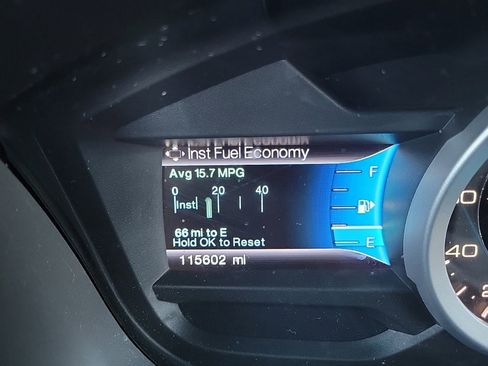 Inst Fuel Economy
Avg 15.7 MPG
0 20 40
Inst
66 mi to E
Hold OK to Reset
115602 mi
F
E
40